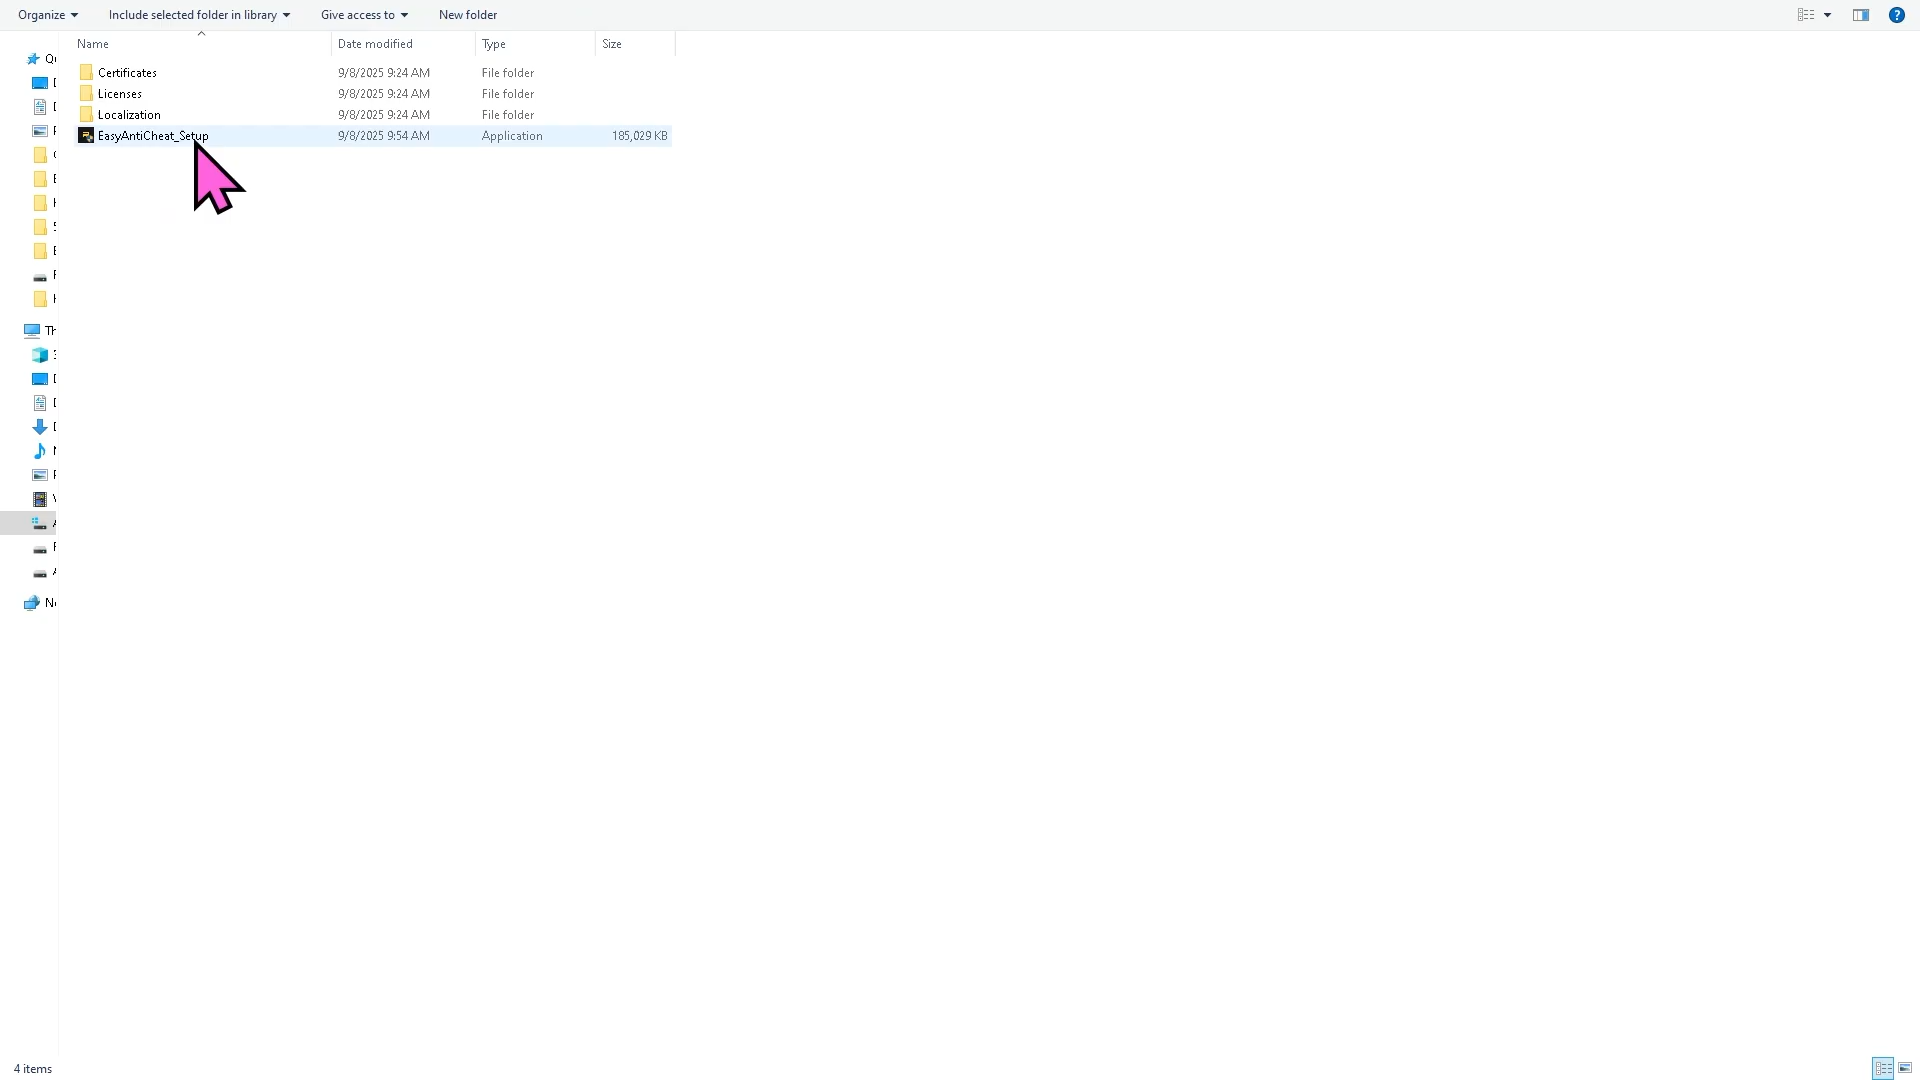 Organize
Include selected folder in library
Give access to
New folder
Name
Date modified
Type
Size
Certificates 9/8/2025 9:24 AM File folder
Licenses 9/8/2025 9:24 AM File folder
Localization 9/8/2025 9:24 AM File folder
EasyAntiCheat_Setup 9/8/2025 9:54 AM Application 185,029 KB
4 items